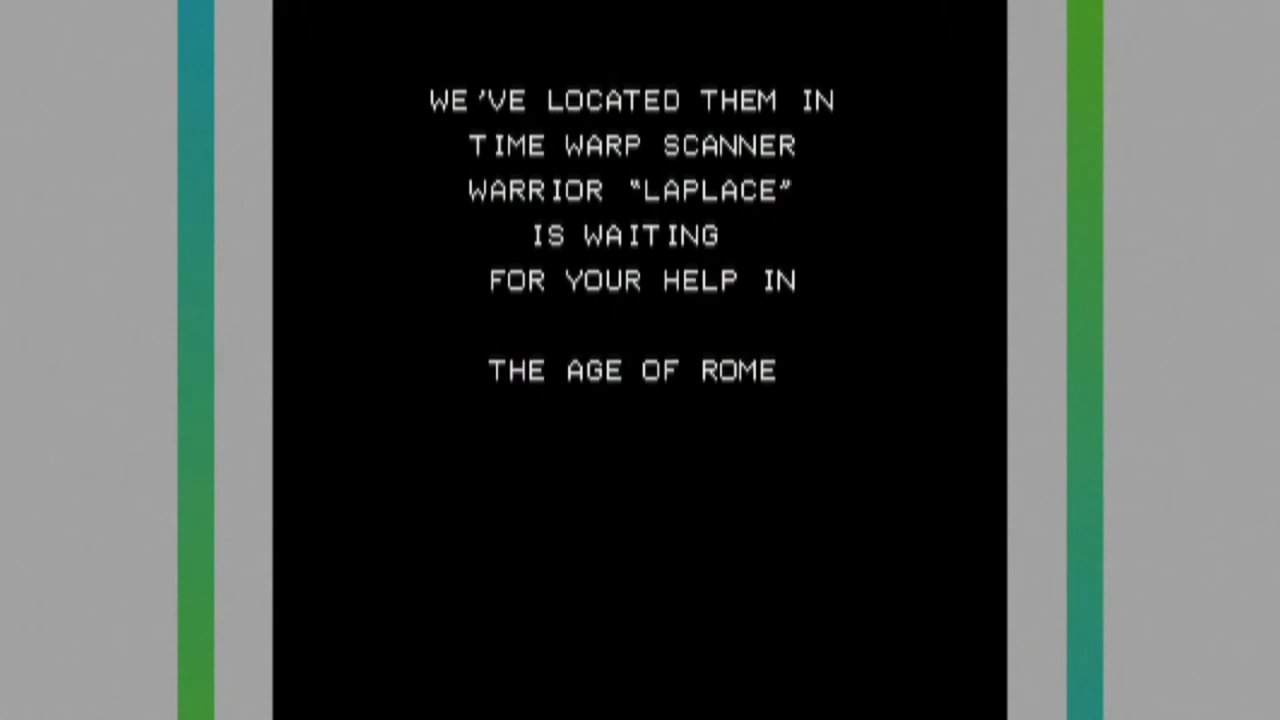 WE'VE LOCATED THEM IN
TIME WARP SCANNER
WARRIOR "LAPLACE"
IS WAITING
FOR YOUR HELP IN
THE AGE OF ROME